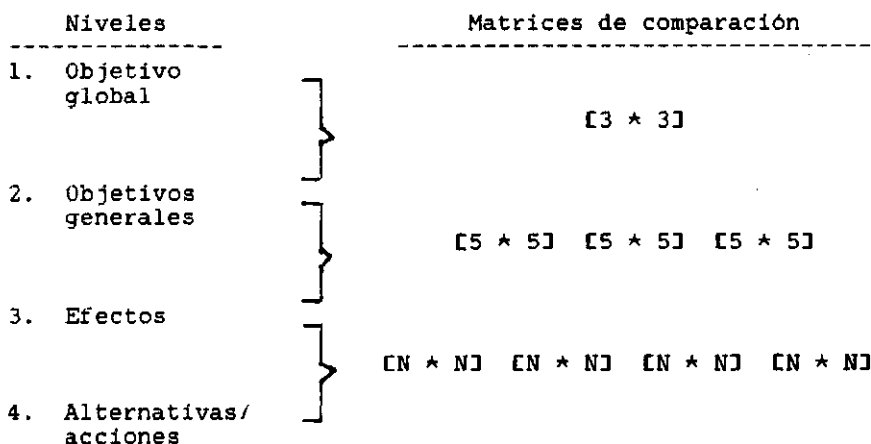 Niveles Matrices de comparación
1. Objetivo
global
[3 * 3]
2. Objetivos
generales
[5 * 5] [5 * 5] [5 * 5]
3. Efectos
[N * N] [N * N] [N * N] [N * N]
4. Alternativas/
acciones